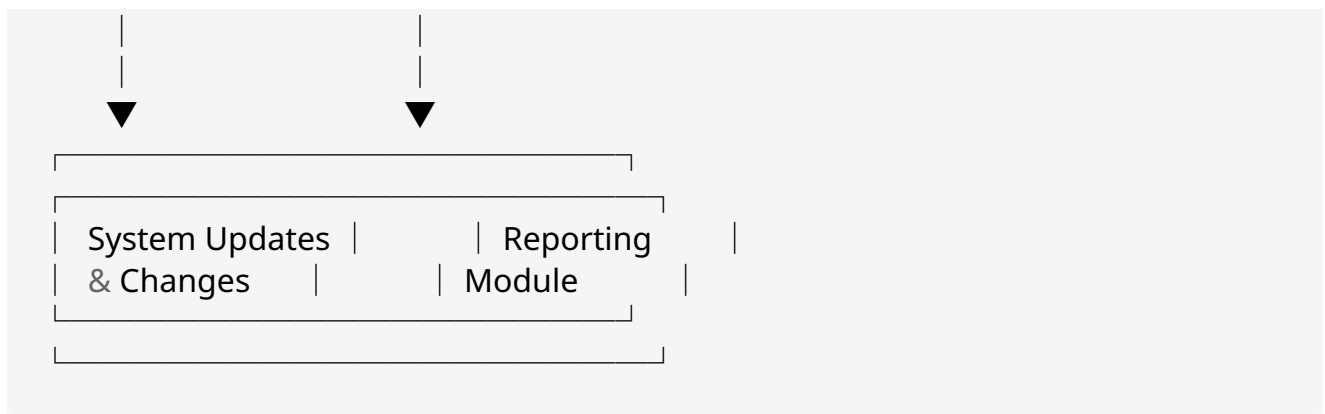 System Updates │ │ Reporting │
& Changes │ │ Module │